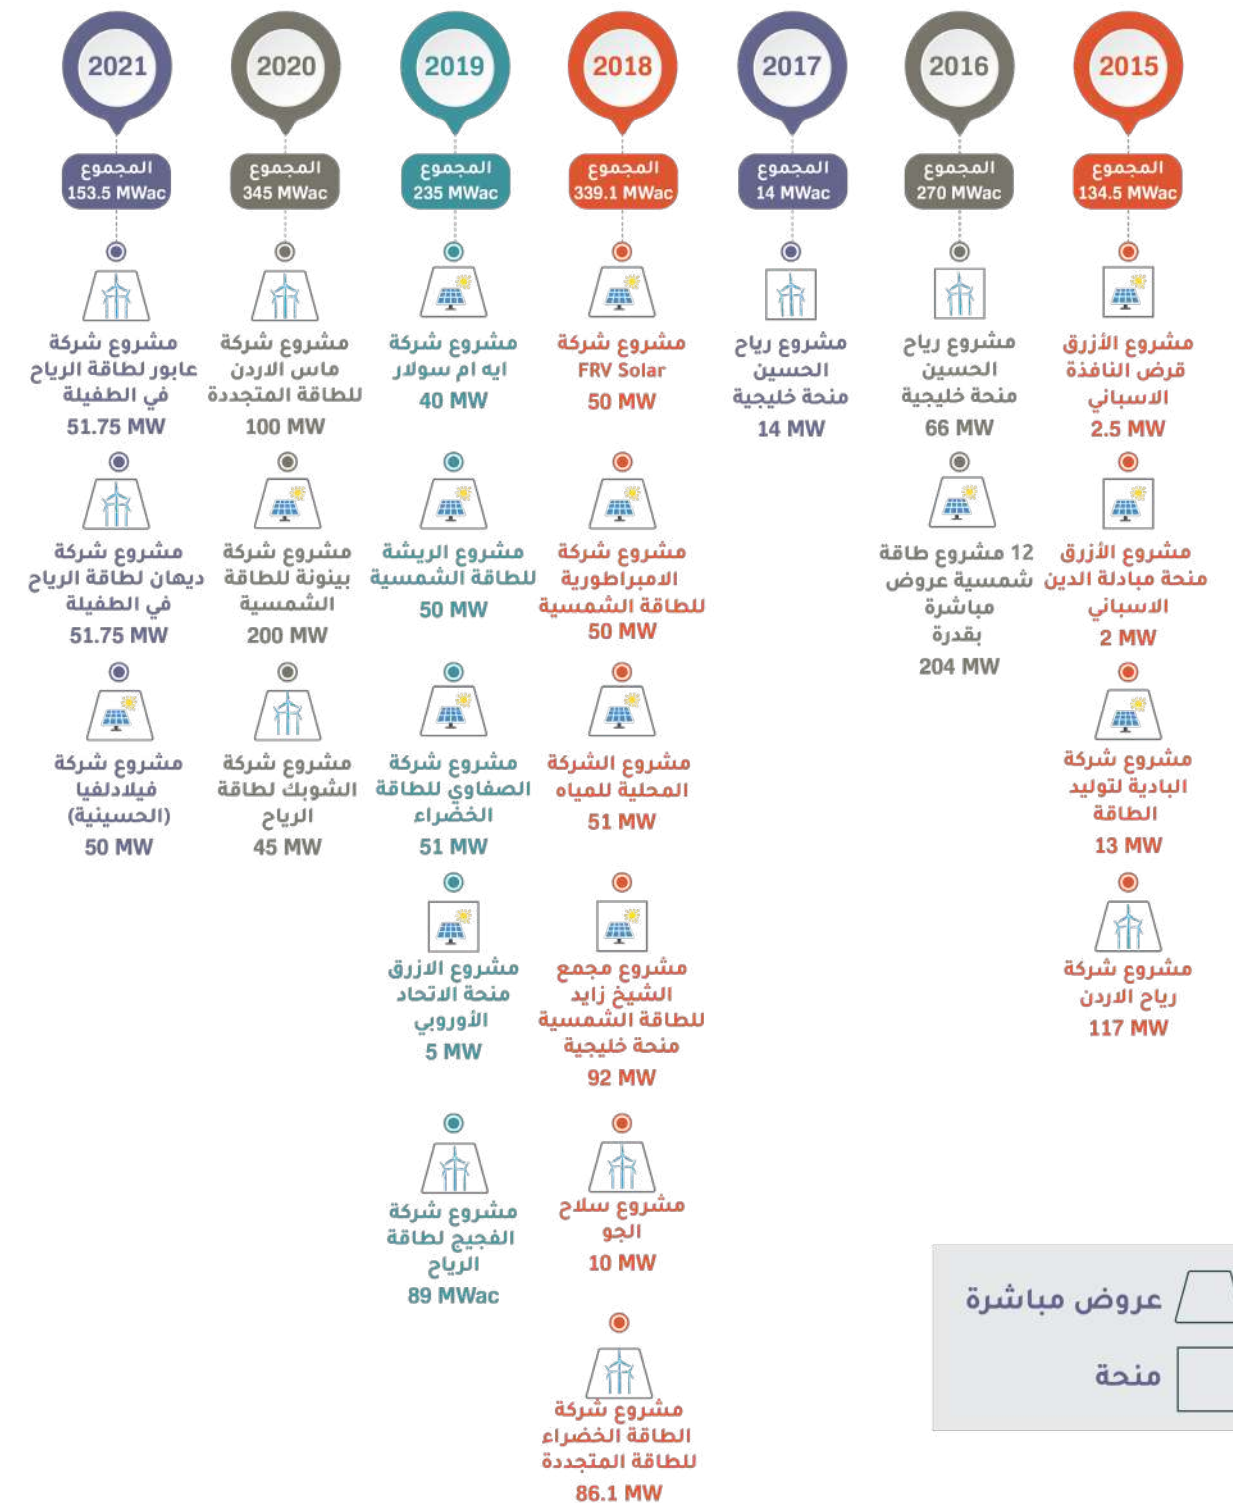 2015
المجموع
134.5 MWac
مشروع الأزرق
قرض النافذة
الاسباني
2.5 MW
مشروع الأزرق
منحة مبادلة الدين
الاسباني
2 MW
مشروع شركة
البادية لتوليد
الطاقة
13 MW
مشروع شركة
رياح الاردن
117 MW
2016
المجموع
270 MWac
مشروع رياح
الحسين
منحة خليجية
66 MW
12 مشروع طاقة
شمسية عروض
مباشرة
بقدرة
204 MW
2017
المجموع
14 MWac
مشروع رياح
الحسين
منحة خليجية
14 MW
2018
المجموع
339.1 MWac
مشروع شركة
FRV Solar
50 MW
مشروع شركة
الامبراطورية
للطاقة الشمسية
50 MW
مشروع الشركة
المحلية للمياه
51 MW
مشروع مجمع
الشيخ زايد
للطاقة الشمسية
منحة خليجية
92 MW
مشروع سلاح
الجو
10 MW
مشروع شركة
الطاقة الخضراء
للطاقة المتجددة
86.1 MW
2019
المجموع
235 MWac
مشروع شركة
ايه ام سولار
40 MW
مشروع الريشة
للطاقة الشمسية
50 MW
مشروع شركة
الصفاوي للطاقة
الخضراء
51 MW
مشروع الازرق
منحة الاتحاد
الأوروبي
5 MW
مشروع شركة
الفجيج لطاقة
الرياح
89 MWac
2020
المجموع
345 MWac
مشروع شركة
ماس الاردن
للطاقة المتجددة
100 MW
مشروع شركة
بينونة للطاقة
الشمسية
200 MW
مشروع شركة
الشوبك لطاقة
الرياح
45 MW
2021
المجموع
153.5 MWac
مشروع شركة
عابور لطاقة الرياح
في الطفيلة
51.75 MW
مشروع شركة
ديهان لطاقة الرياح
في الطفيلة
51.75 MW
مشروع شركة
فيلادلفيا
(الحسينية)
50 MW
عروض مباشرة
منحة